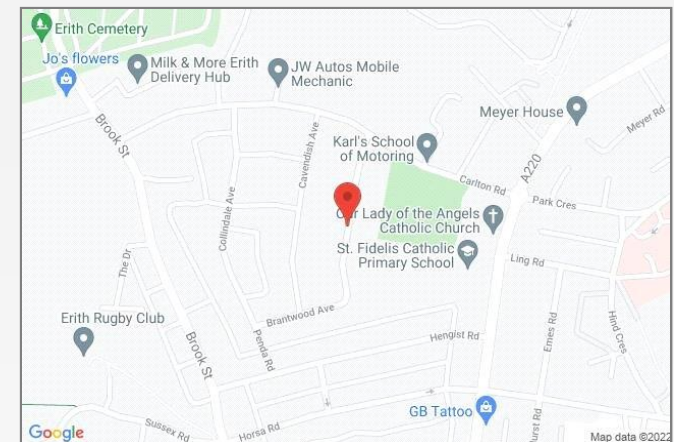 Erith Cemetery
Jo's flowers
Milk & More Erith
Delivery Hub
JW Autos Mobile
Mechanic
Meyer House
Meyer Rd
Brook St
Cavendish Ave
Karl's School
of Motoring
A220
Carlton Rd
Park Cres
Collindale Ave
Lady of the Angels
Catholic Church
St. Fidelis Catholic
Primary School
Ling Rd
The Dr
Brantwood Ave
Erith Rugby Club
Hengist Rd
Emes Rd
Hind Cres
Penda Rd
Brook St
GB Tattoo
Sussex Rd
Horsa Rd
Google
Map data ©2022